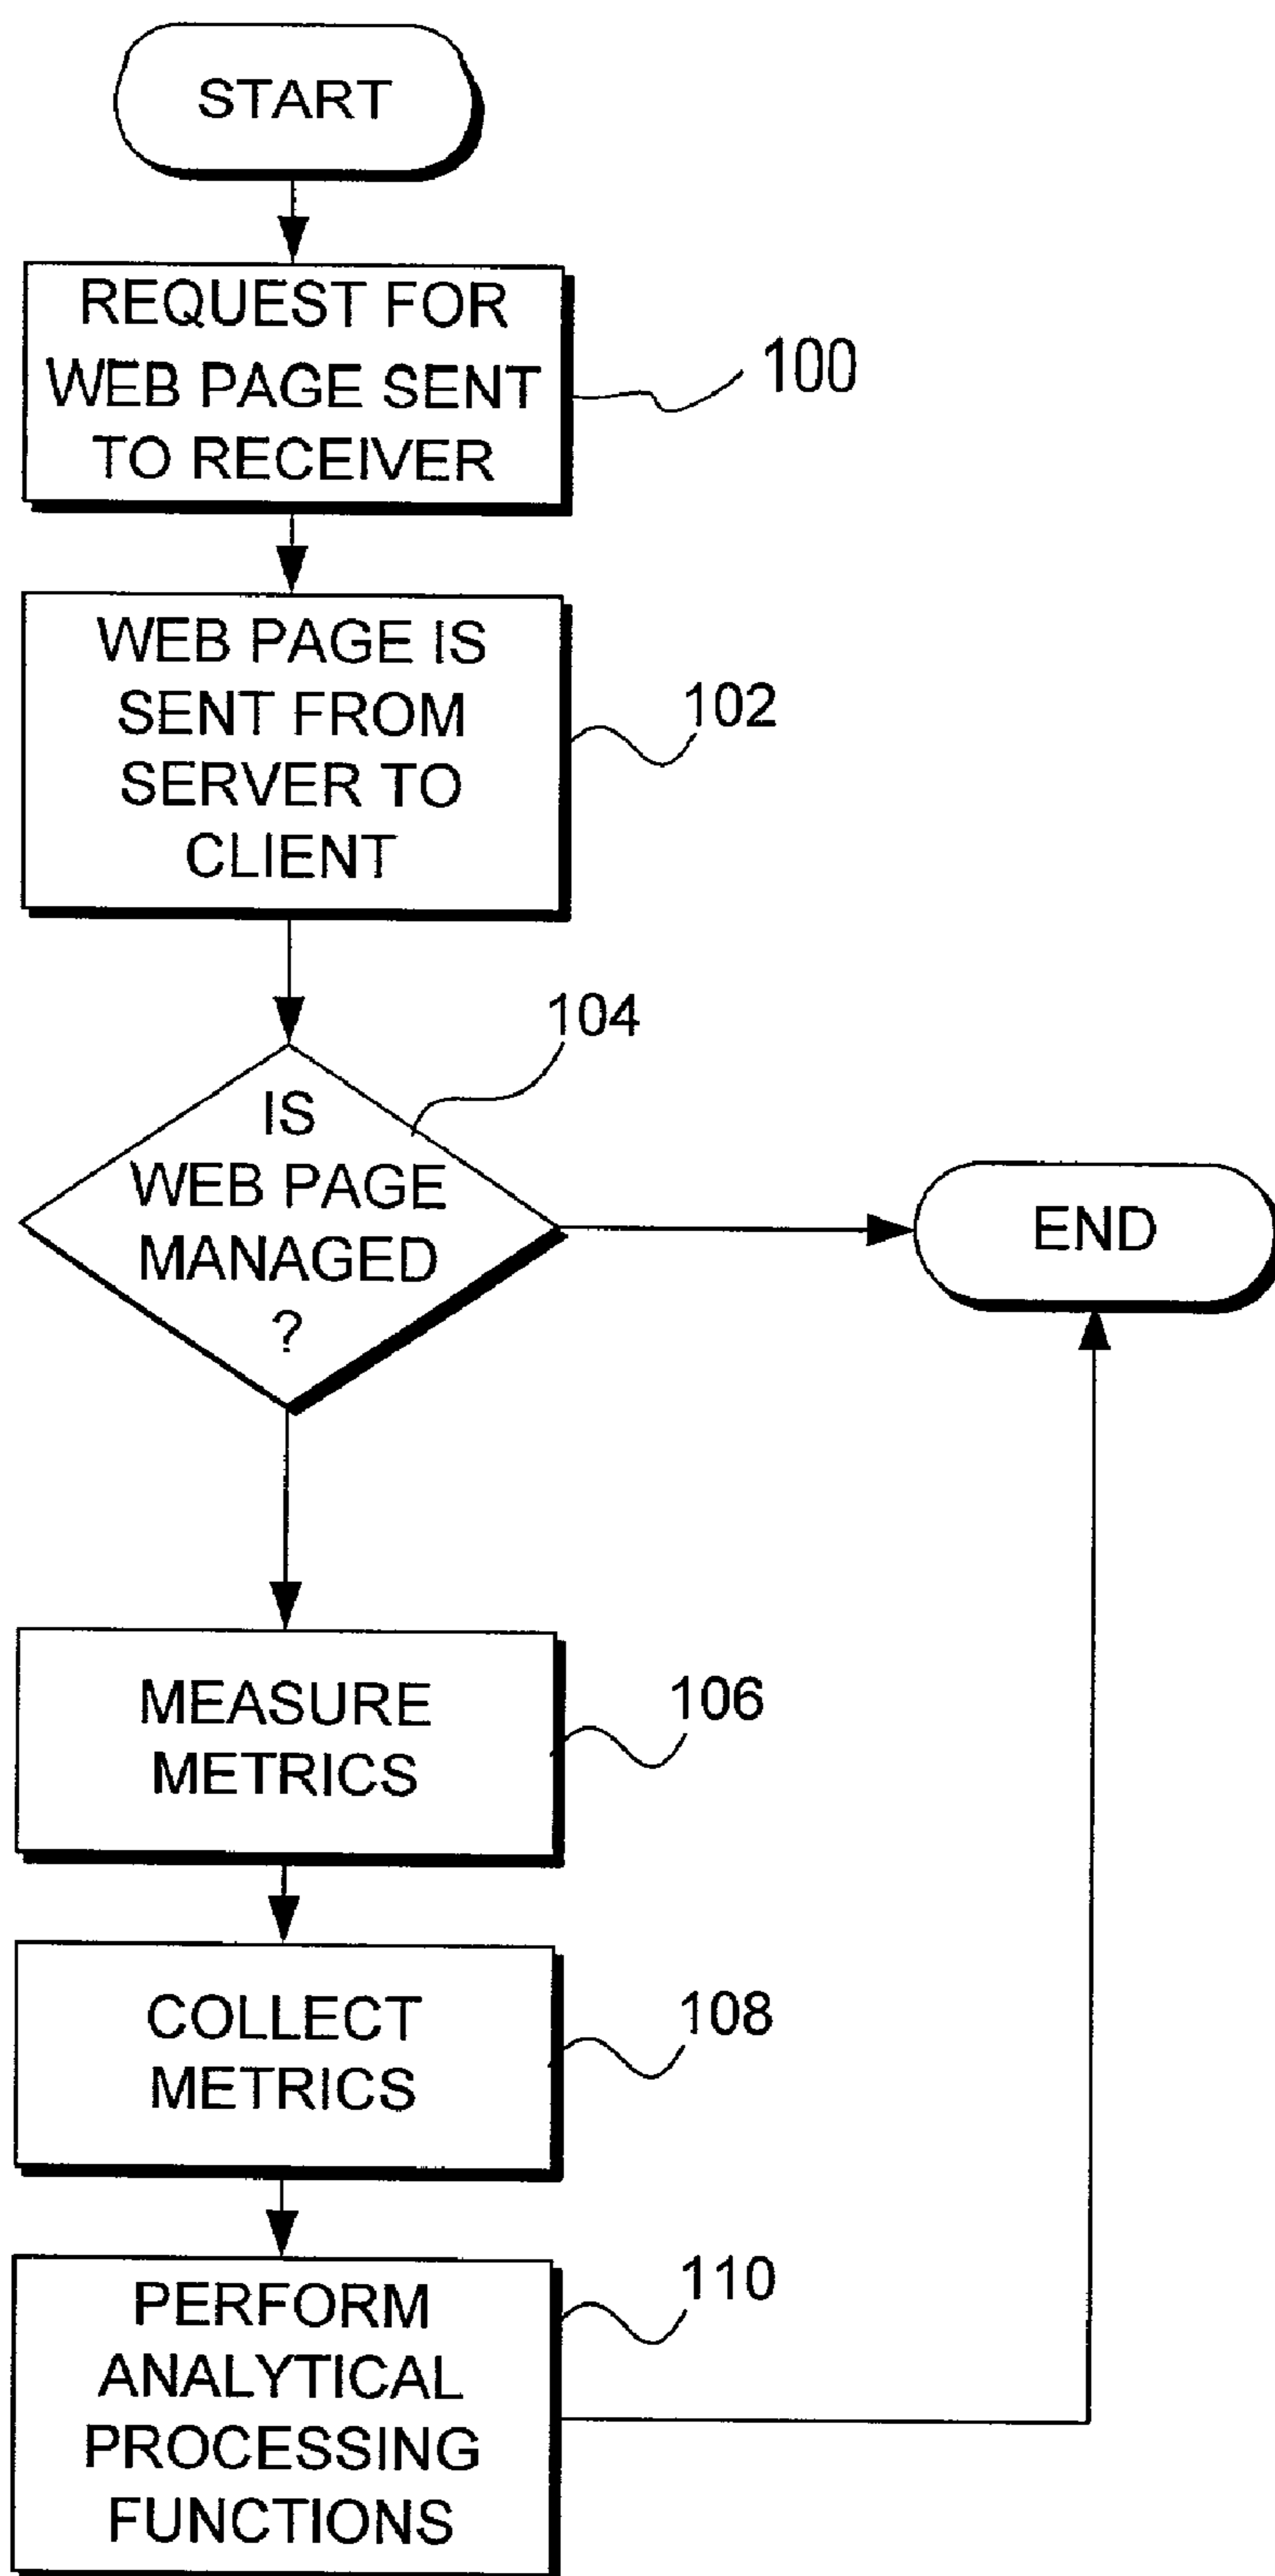 START
REQUEST FOR
WEB PAGE SENT
TO RECEIVER
100
WEB PAGE IS
SENT FROM
SERVER TO
CLIENT
102
104
IS
WEB PAGE
MANAGED
?
END
MEASURE
METRICS
106
COLLECT
METRICS
108
PERFORM
ANALYTICAL
PROCESSING
FUNCTIONS
110